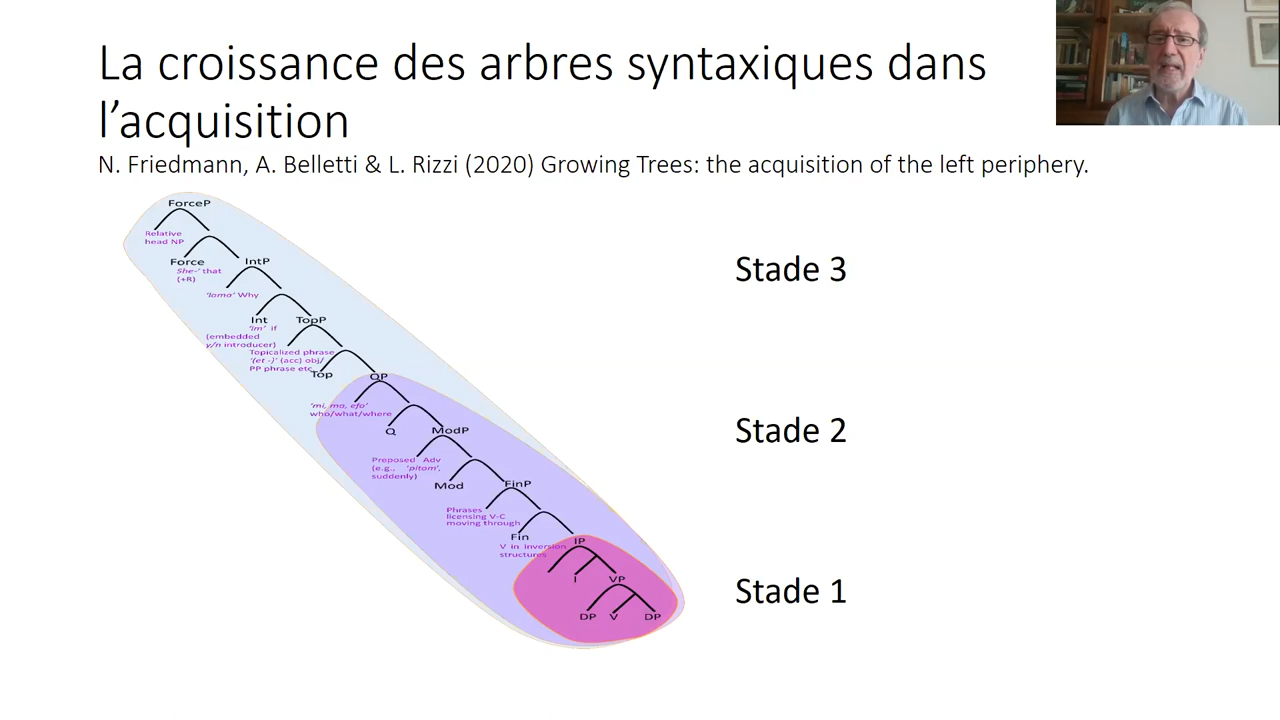 La croissance des arbres syntaxiques dans
l’acquisition
N. Friedmann, A. Belletti & L. Rizzi (2020) Growing Trees: the acquisition of the left periphery.
ForceP
Relative
head NP
Force
IntP
She-’ that
(+R)
‘lama’ Why
Int
TopP
‘im’ if
(embedded
y/n introducer)
Topicalized phrase
‘(et -)’ (acc) obj/
PP phrase etc
Top
QP
‘mi, ma, efo’
who/what/where
Q
ModP
Preposed Adv
(e.g., ‘pitom’,
suddenly)
Mod
FinP
Phrases
licensing V-C
moving through
Fin
IP
V in inversion
structures
I
VP
DP
V
DP
Stade 3
Stade 2
Stade 1